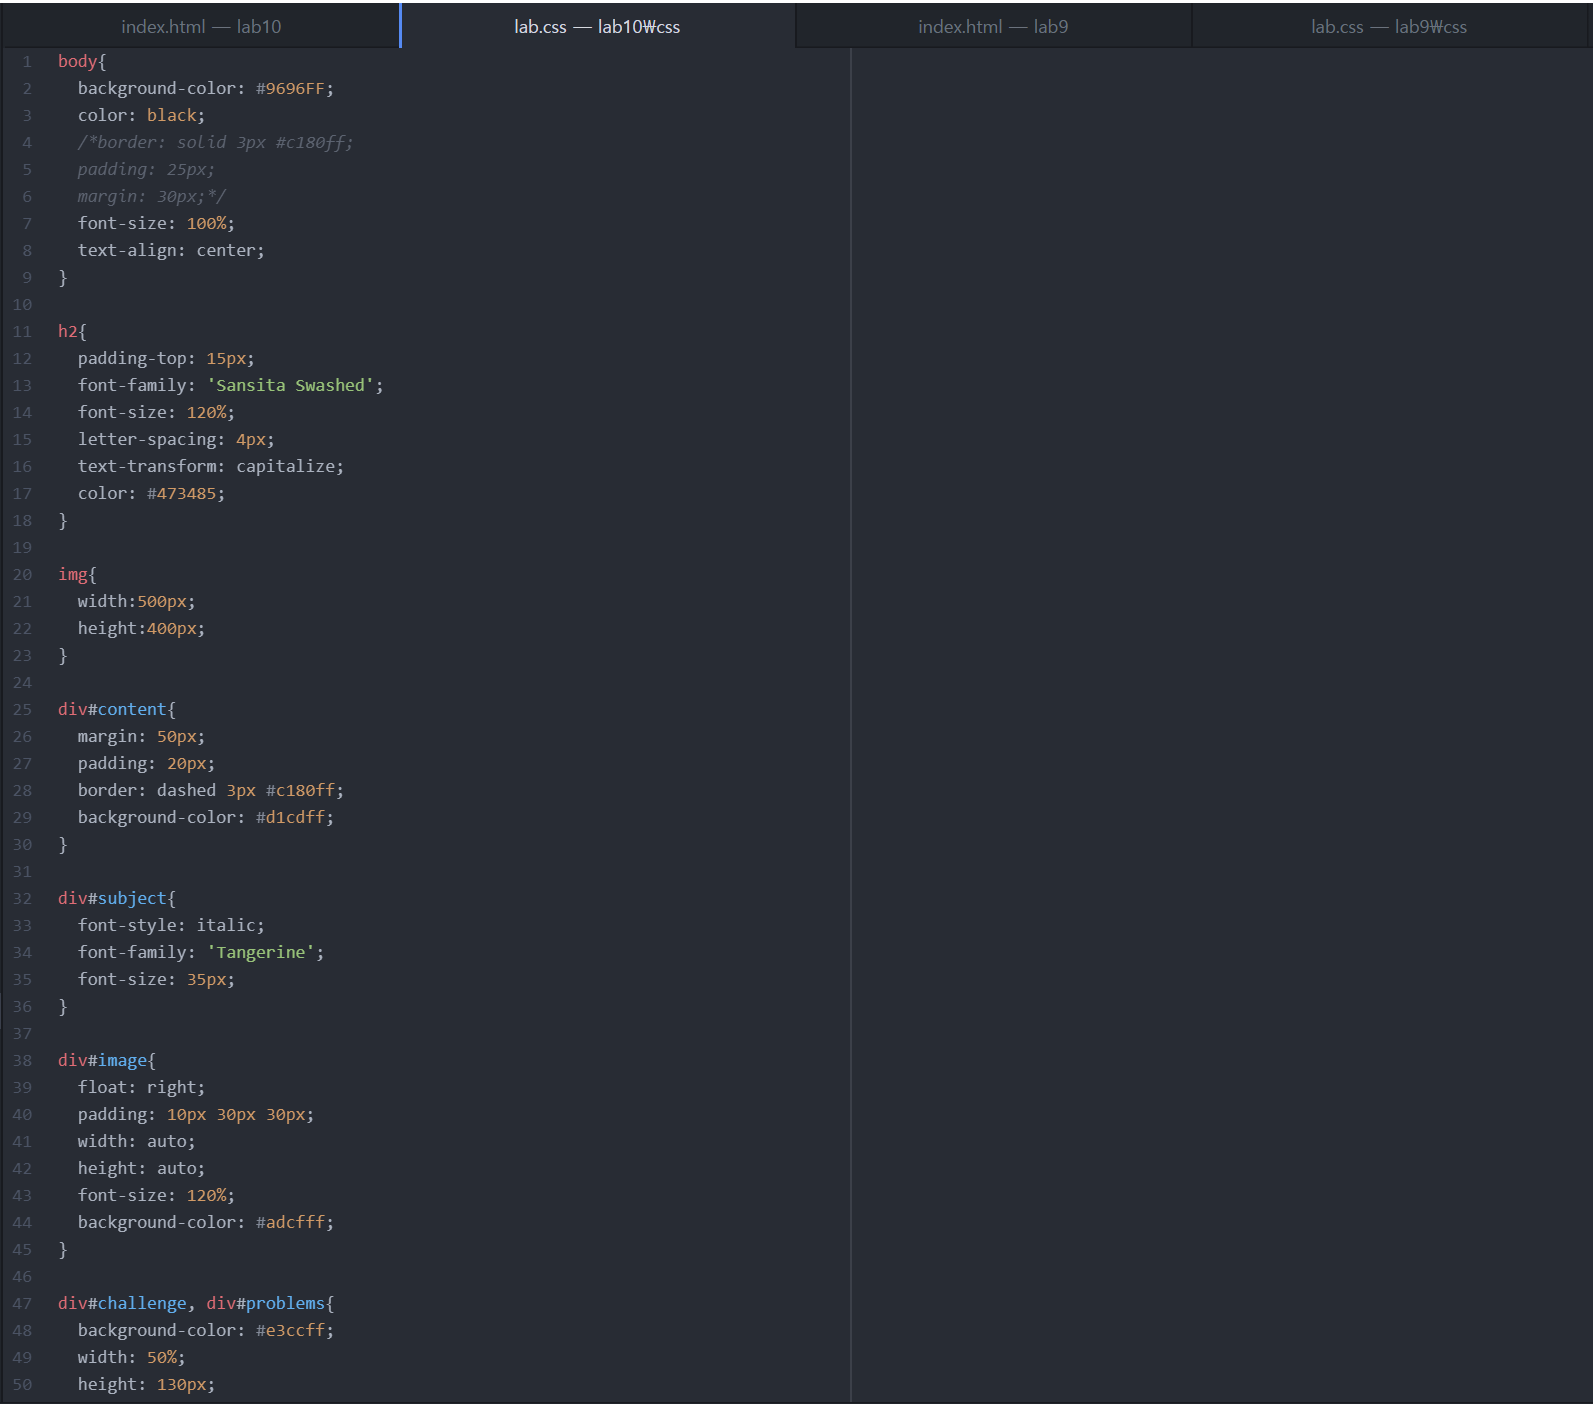 index.html — lab10
lab.css — lab10₩css
index.html — lab9
lab.css — lab9₩css
1 body{
2   background-color: #9696FF;
3   color: black;
4   /*border: solid 3px #c180ff;
5   padding: 25px;
6   margin: 30px;*/
7   font-size: 100%;
8   text-align: center;
9 }
10
11 h2{
12   padding-top: 15px;
13   font-family: 'Sansita Swashed';
14   font-size: 120%;
15   letter-spacing: 4px;
16   text-transform: capitalize;
17   color: #473485;
18 }
19
20 img{
21   width:500px;
22   height:400px;
23 }
24
25 div#content{
26   margin: 50px;
27   padding: 20px;
28   border: dashed 3px #c180ff;
29   background-color: #d1cdff;
30 }
31
32 div#subject{
33   font-style: italic;
34   font-family: 'Tangerine';
35   font-size: 35px;
36 }
37
38 div#image{
39   float: right;
40   padding: 10px 30px 30px;
41   width: auto;
42   height: auto;
43   font-size: 120%;
44   background-color: #adcfff;
45 }
46
47 div#challenge, div#problems{
48   background-color: #e3ccff;
49   width: 50%;
50   height: 130px;